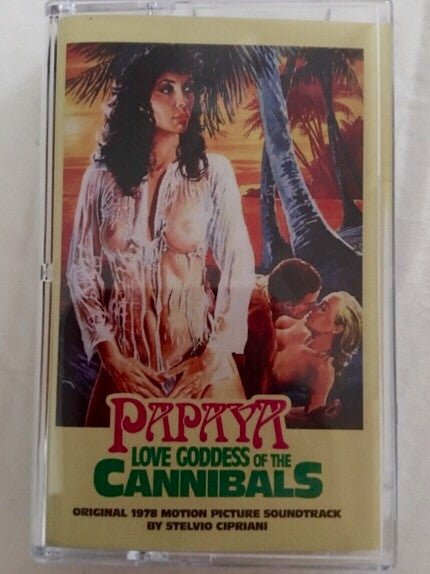 PAPAYA
LOVE GODDESS OF THE
CANNIBALS
ORIGINAL 1978 MOTION PICTURE SOUNDTRACK
BY STELVIO CIPRIANI